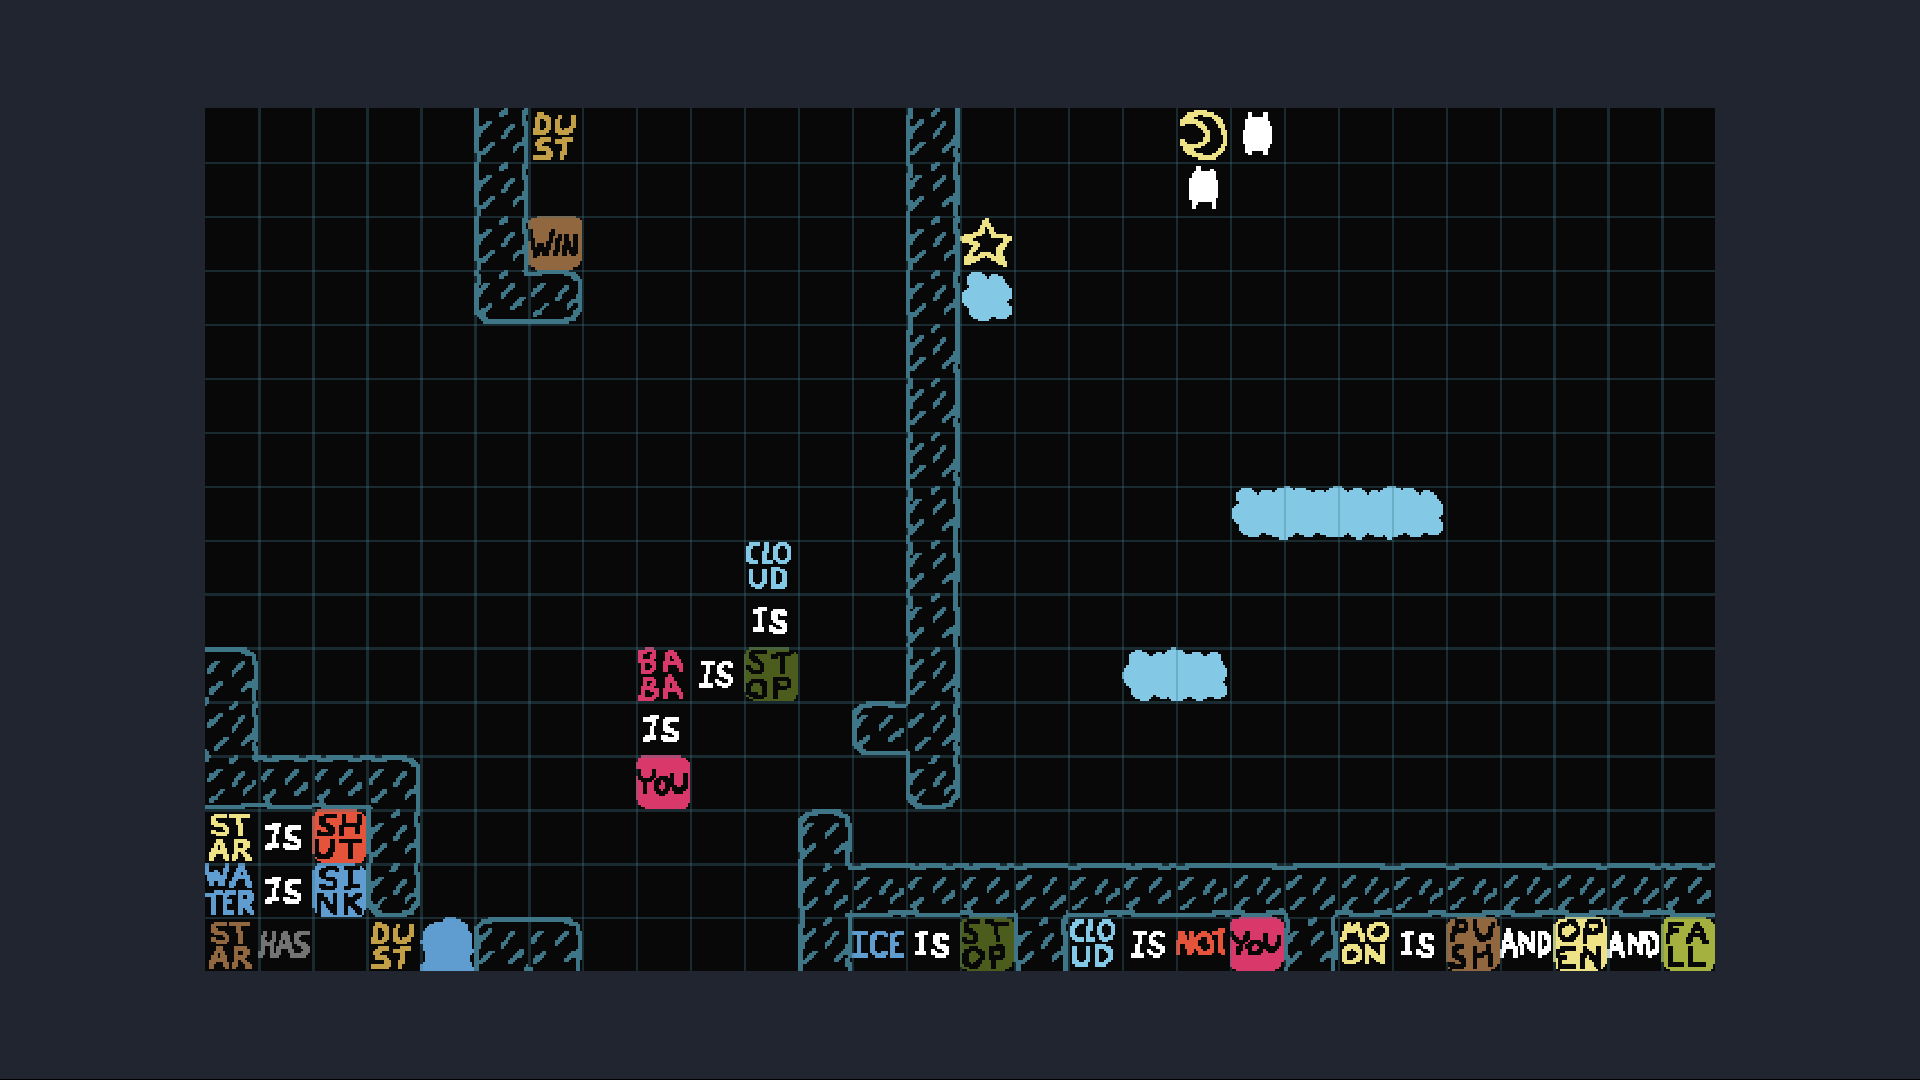 DUST
WIN
CLOUD
IS
BABA IS STOP
IS
YOU
STAR IS SHUT
WATER IS SINK
STAR HAS DUST ICE IS STOP CLOUD IS NOT YOU MOON IS PUSH AND OPEN AND FALL